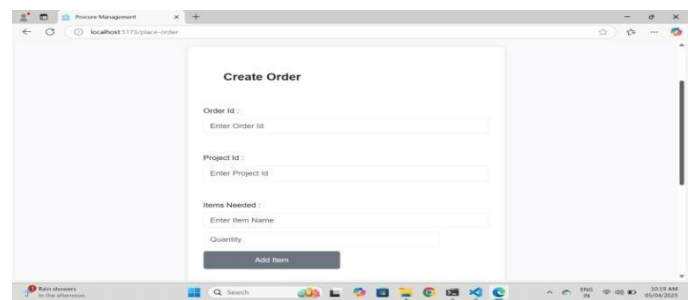 Procure Management
localhost:5173/place-order
Create Order
Order Id :
Enter Order Id
Project Id :
Enter Project Id
Items Needed :
Enter Item Name
Quantity
Add Item
Rain showers
In the afternoon
Search
ENG
IN
10:19 AM
05/04/2025